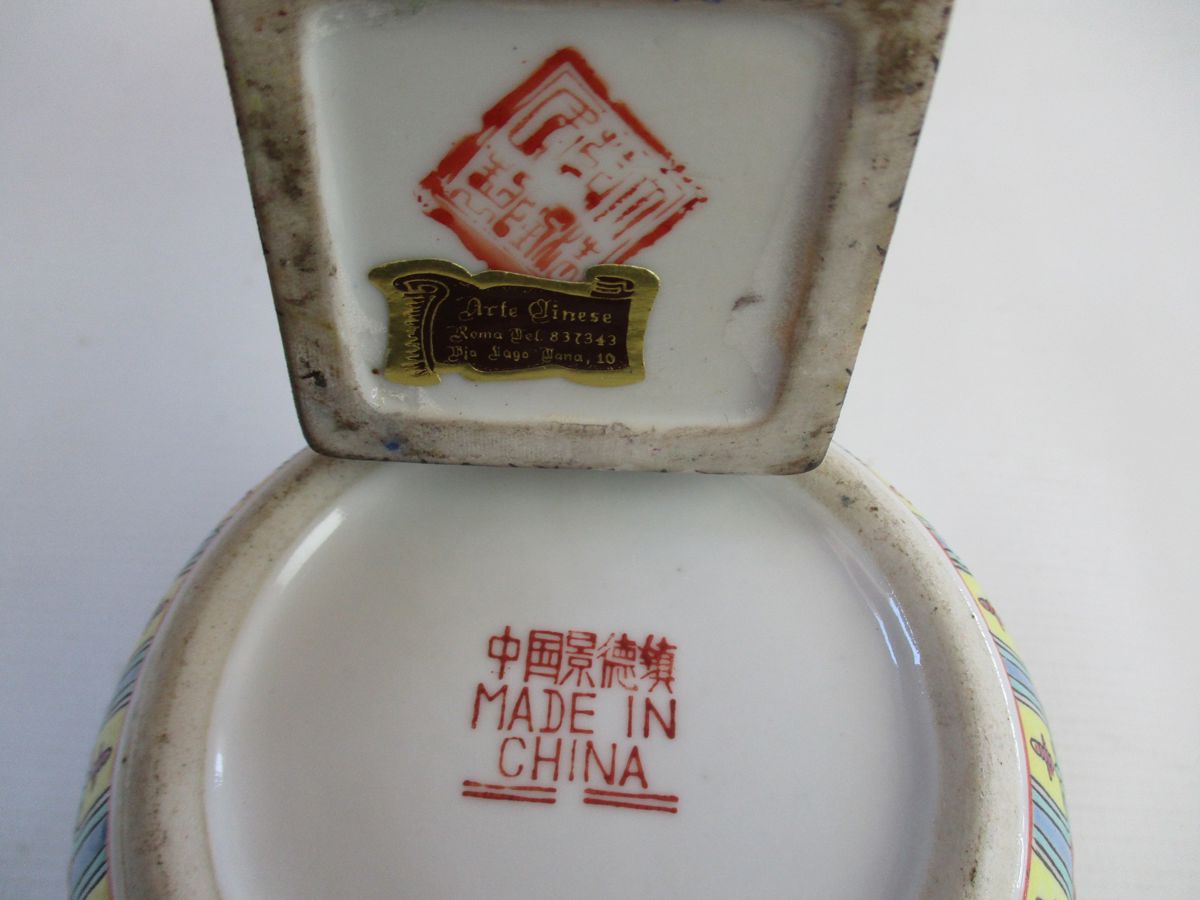 Arte Cinese
Roma Tel. 837343
Via Lago Tana, 10
中国景德镇
MADE IN
CHINA